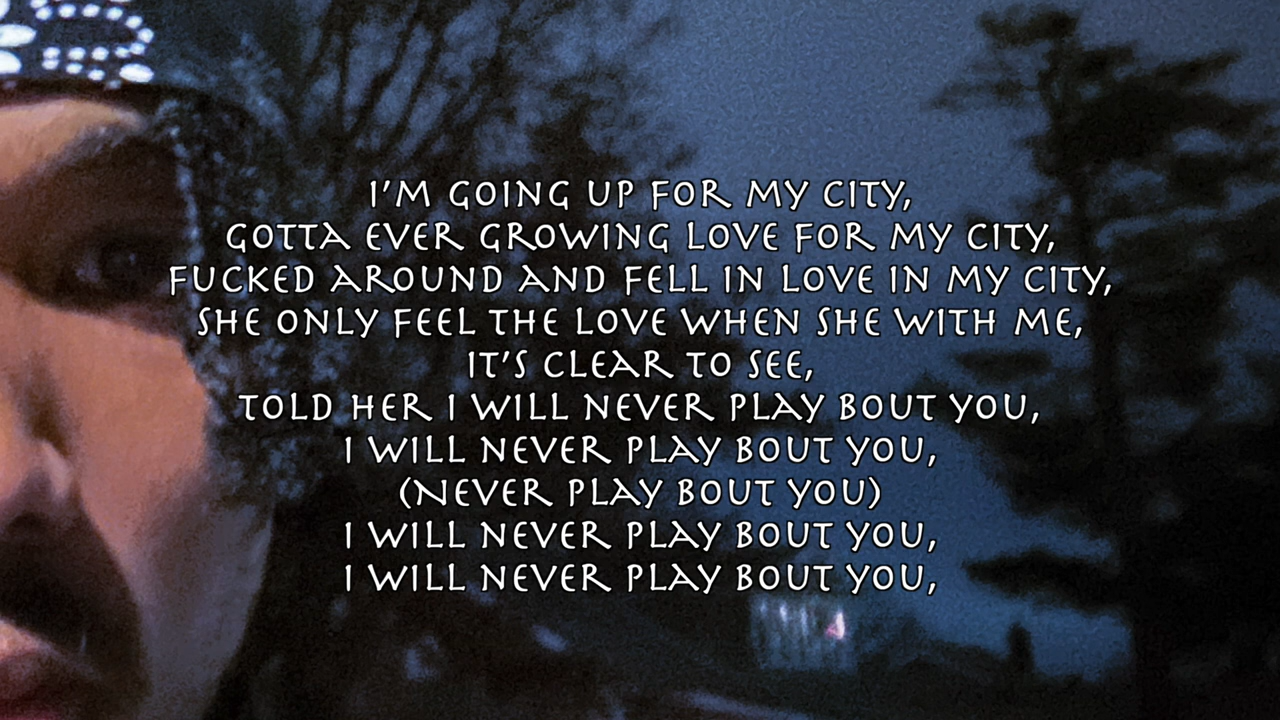 I'M GOING UP FOR MY CITY,
GOTTA EVER GROWING LOVE FOR MY CITY,
FUCKED AROUND AND FELL IN LOVE IN MY CITY,
SHE ONLY FEEL THE LOVE WHEN SHE WITH ME,
IT'S CLEAR TO SEE,
TOLD HER I WILL NEVER PLAY BOUT YOU,
I WILL NEVER PLAY BOUT YOU,
(NEVER PLAY BOUT YOU)
I WILL NEVER PLAY BOUT YOU,
I WILL NEVER PLAY BOUT YOU,